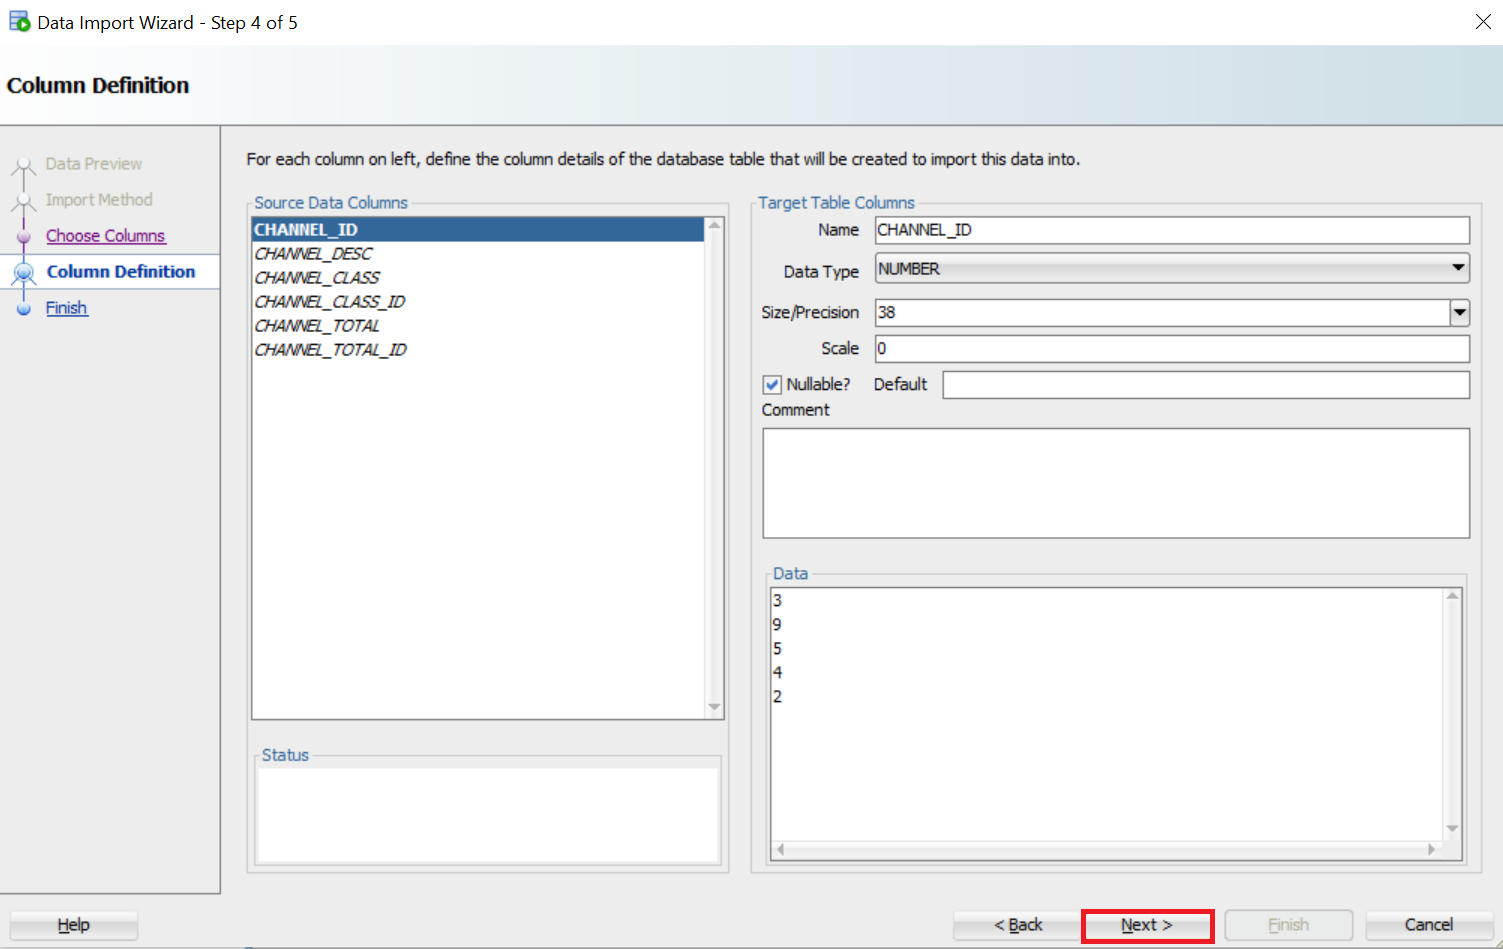 Data Import Wizard - Step 4 of 5
Column Definition
Data Preview
Import Method
Choose Columns
Column Definition
Finish
For each column on left, define the column details of the database table that will be created to import this data into.
Source Data Columns
CHANNEL_ID
CHANNEL_DESC
CHANNEL_CLASS
CHANNEL_CLASS_ID
CHANNEL_TOTAL
CHANNEL_TOTAL_ID
Status
Target Table Columns
Name CHANNEL_ID
Data Type NUMBER
Size/Precision 38
Scale 0
Nullable? Default
Comment
Data
3
9
5
4
2
Help < Back Next > Finish Cancel